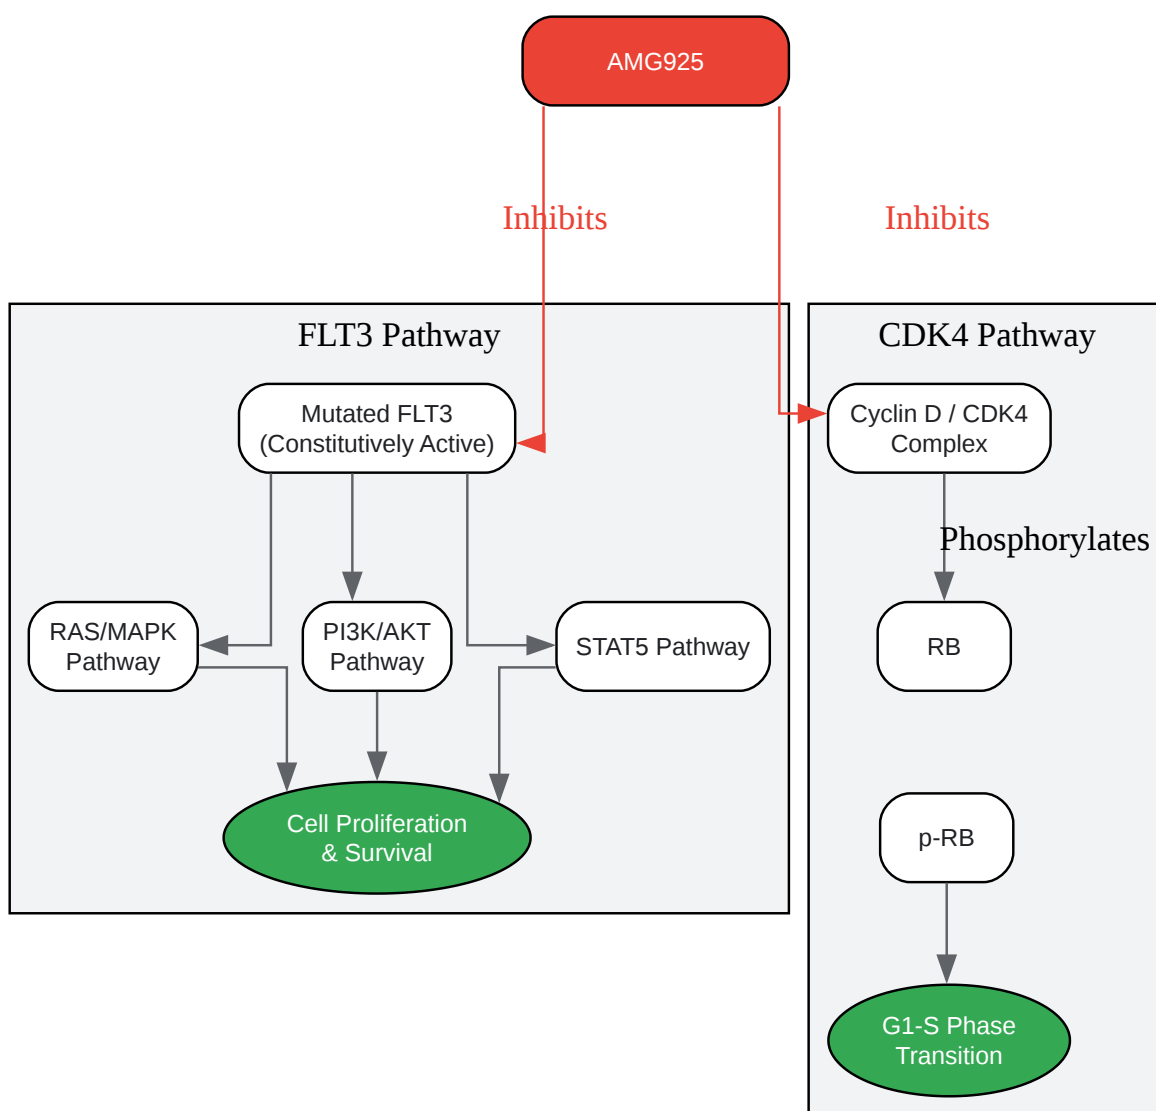 AMG925
Inhibits
Inhibits
FLT3 Pathway
CDK4 Pathway
Mutated FLT3
(Constitutively Active)
Cyclin D / CDK4
Complex
Phosphorylates
RAS/MAPK
Pathway
PI3K/AKT
Pathway
STAT5 Pathway
RB
Cell Proliferation
& Survival
p-RB
G1-S Phase
Transition